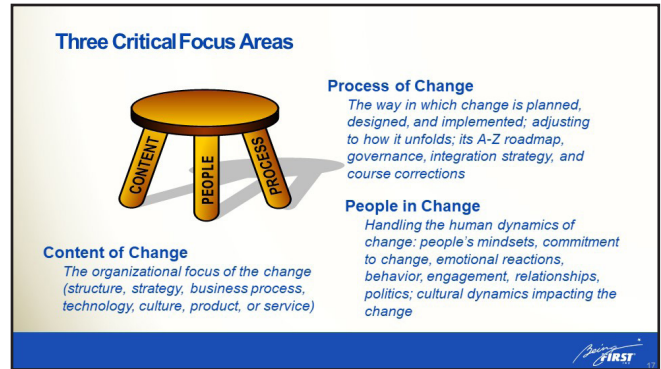 Three Critical Focus Areas
CONTENT
PEOPLE
PROCESS
Process of Change
The way in which change is planned,
designed, and implemented; adjusting
to how it unfolds; its A-Z roadmap,
governance, integration strategy, and
course corrections
People in Change
Handling the human dynamics of
change: people's mindsets, commitment
to change, emotional reactions,
behavior, engagement, relationships,
politics; cultural dynamics impacting the
change
Content of Change
The organizational focus of the change
(structure, strategy, business process,
technology, culture, product, or service)
Being
FIRST
17